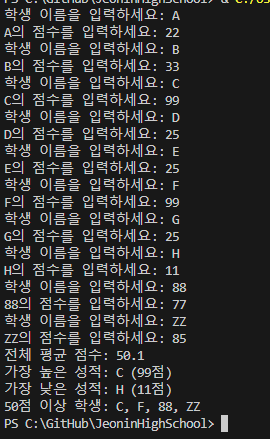 PS C:\GitHub\JeoninHighSchool> & C:/
학생 이름을 입력하세요: A
A의 점수를 입력하세요: 22
학생 이름을 입력하세요: B
B의 점수를 입력하세요: 33
학생 이름을 입력하세요: C
C의 점수를 입력하세요: 99
학생 이름을 입력하세요: D
D의 점수를 입력하세요: 25
학생 이름을 입력하세요: E
E의 점수를 입력하세요: 25
학생 이름을 입력하세요: F
F의 점수를 입력하세요: 99
학생 이름을 입력하세요: G
G의 점수를 입력하세요: 25
학생 이름을 입력하세요: H
H의 점수를 입력하세요: 11
학생 이름을 입력하세요: 88
88의 점수를 입력하세요: 77
학생 이름을 입력하세요: ZZ
ZZ의 점수를 입력하세요: 85
전체 평균 점수: 50.1
가장 높은 성적: C (99점)
가장 낮은 성적: H (11점)
50점 이상 학생: C, F, 88, ZZ
PS C:\GitHub\JeoninHighSchool>